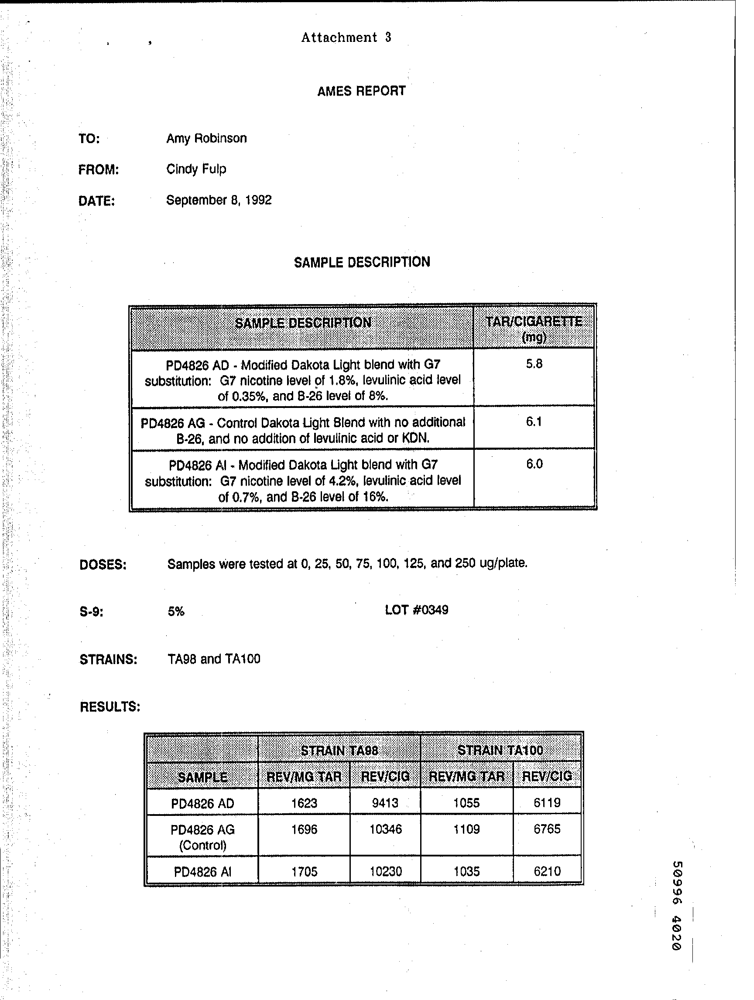 Attachment 3
AMES REPORT
TO: Amy Robinson
FROM: Cindy Fulp
DATE: September 8, 1992
SAMPLE DESCRIPTION
SAMPLE DESCRIPTION TAR/CIGARETTE
(mg)
PD4826 AD - Modified Dakota Light blend with G7 5.8
substitution: G7 nicotine level of 1.8%, levulinic acid level
of 0.35%, and B-26 level of 8%.
PD4826 AG - Control Dakota Light Blend with no additional 6.1
B-26, and no addition of levulinic acid or KDN.
PD4826 AI - Modified Dakota Light blend with G7 6.0
substitution: G7 nicotine level of 4.2%, levulinic acid level
of 0.7%, and B-26 level of 16%.
DOSES: Samples were tested at 0, 25, 50, 75, 100, 125, and 250 ug/plate.
S-9: 5% LOT #0349
STRAINS: TA98 and TA100
RESULTS:
STRAIN TA98 STRAIN TA100
SAMPLE REV/MG TAR REV/CIG REV/MG TAR REV/CIG
PD4826 AD 1623 9413 1055 6119
PD4826 AG 1696 10346 1109 6765
(Control)
PD4826 AI 1705 10230 1035 6210
50996 4020